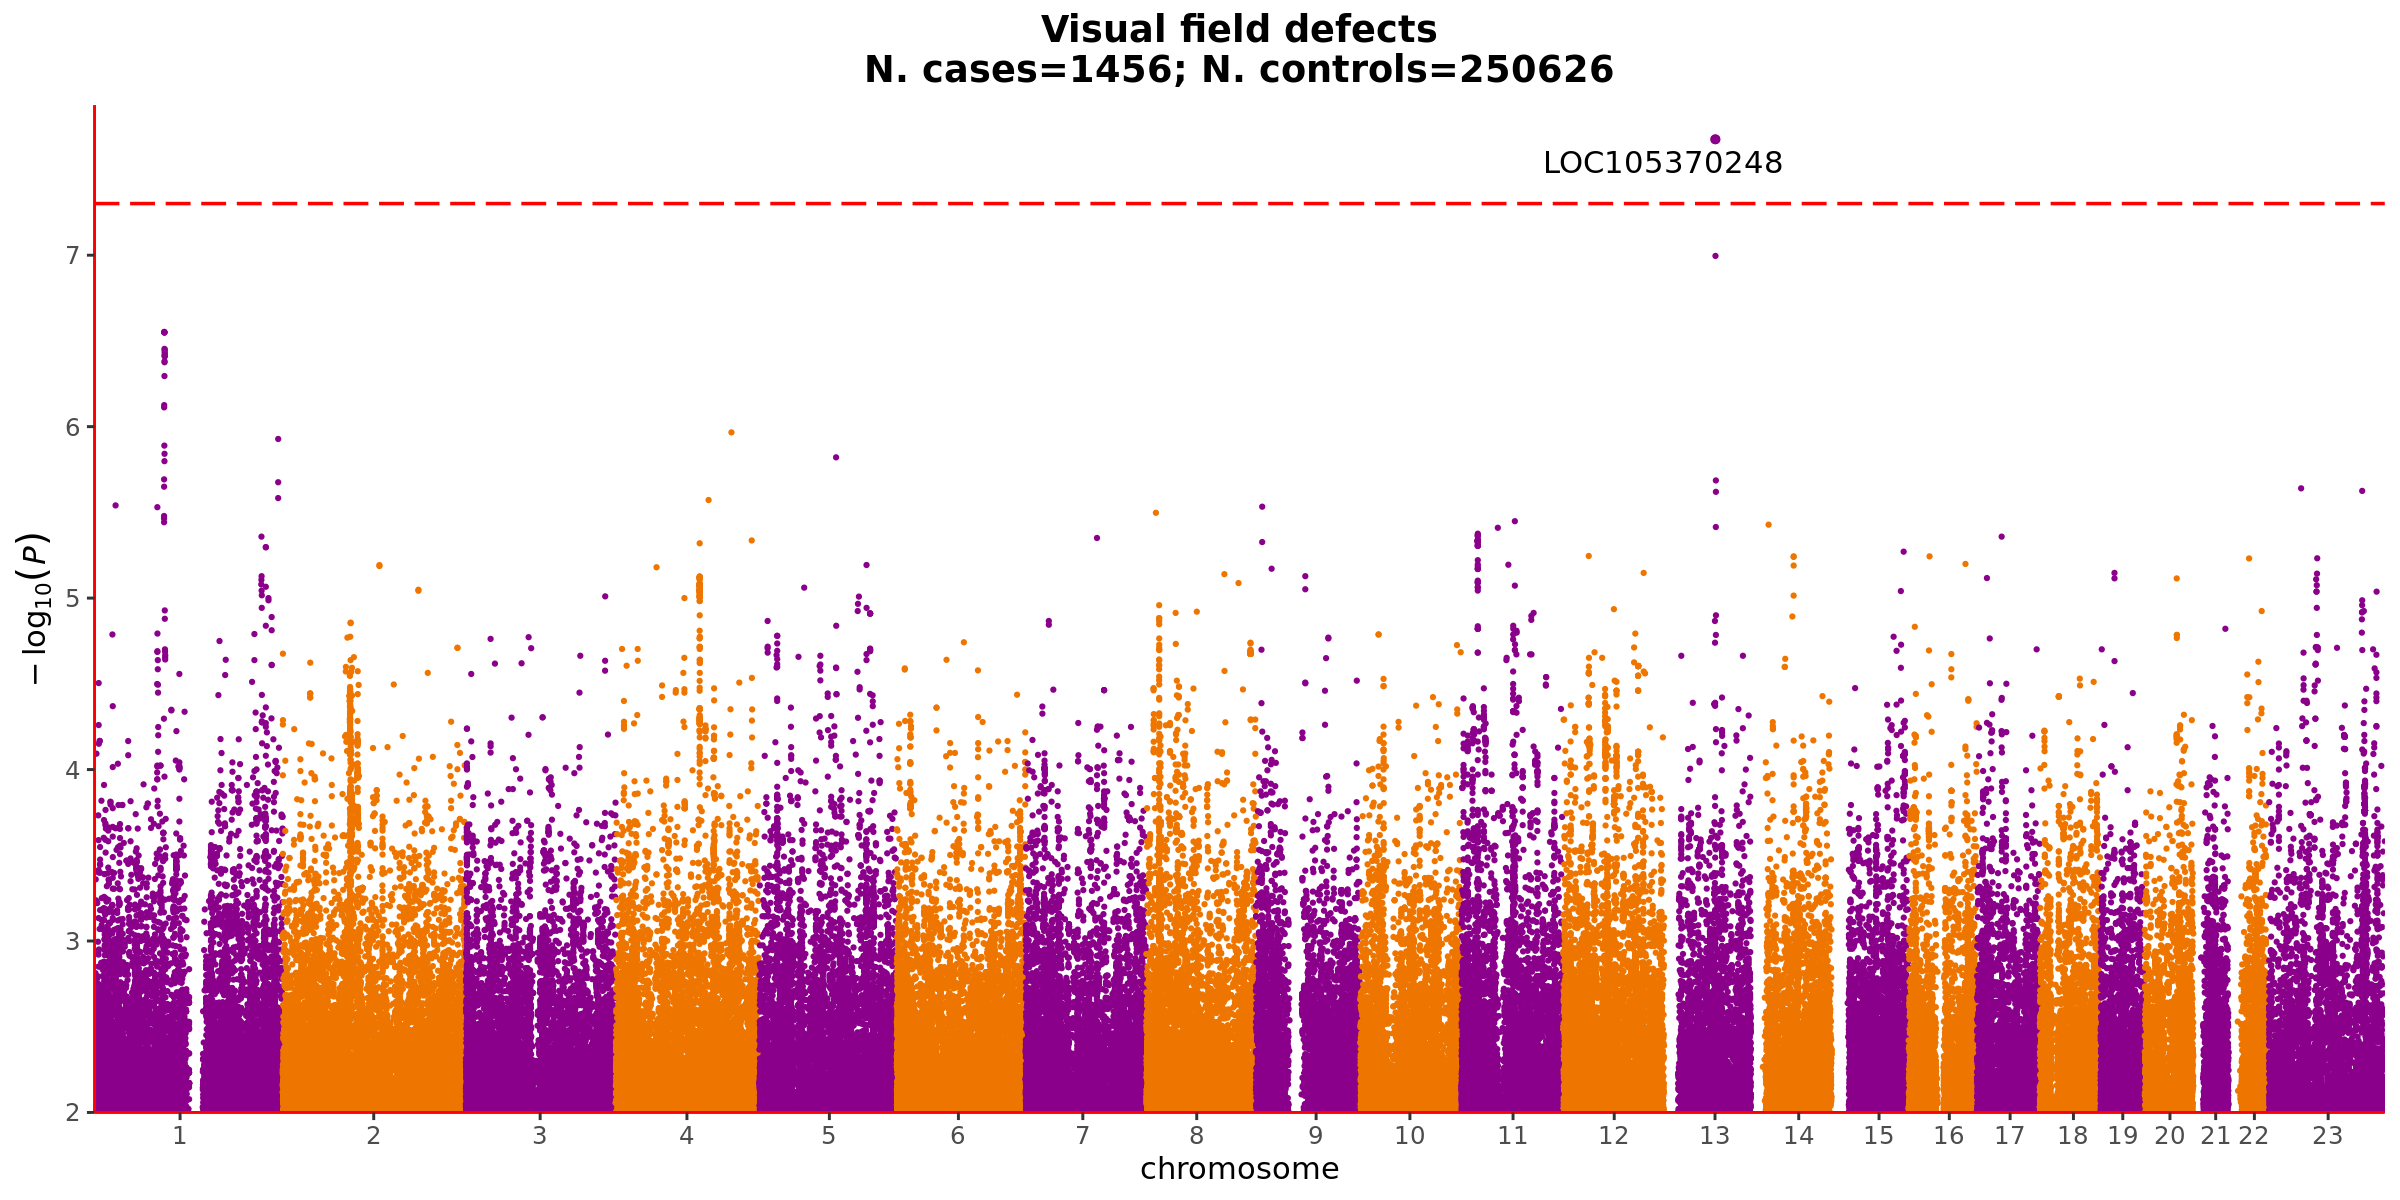 Visual field defects
N. cases=1456; N. controls=250626
LOC105370248
7
6
5
4
3
2
−log10(P)
1 2 3 4 5 6 7 8 9 10 11 12 13 14 15 16 17 18 19 20 21 22 23
chromosome